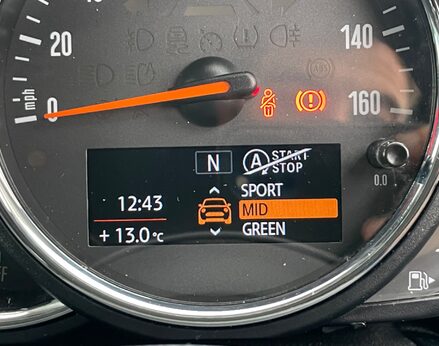 20
140
mph
0
160
N
A START
STOP
0.0
SPORT
12:43
MID
+ 13.0°C
GREEN